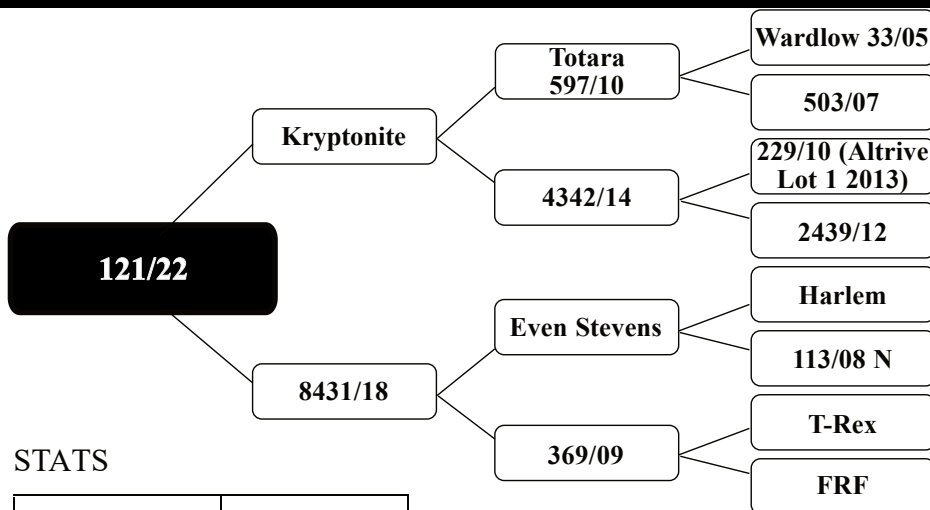 Wardlow 33/05
Totara
597/10
503/07
Kryptonite
229/10 (Altrive
Lot 1 2013)
4342/14
2439/12
121/22
Harlem
Even Stevens
113/08 N
8431/18
T-Rex
369/09
FRF
STATS